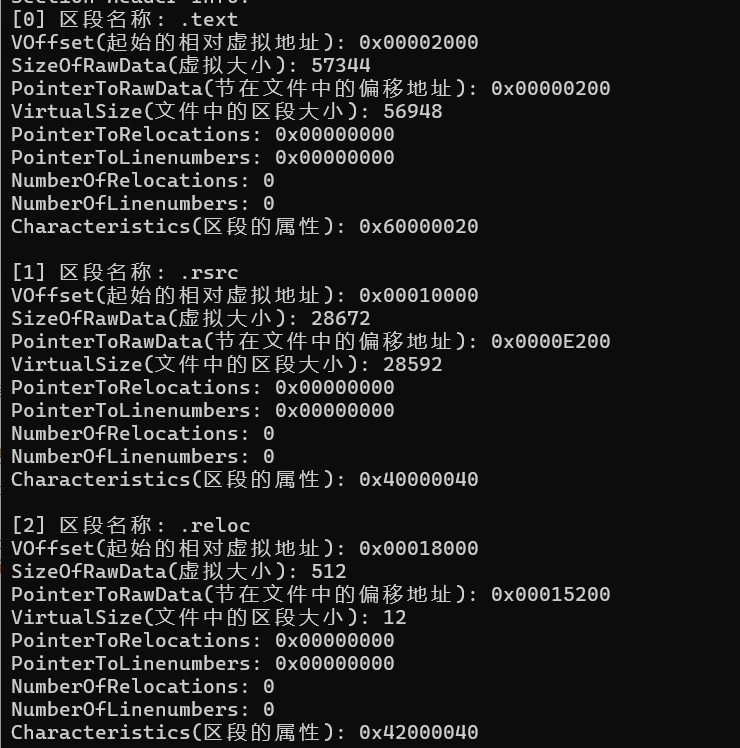 Section Header Info:
[0] 区段名称: .text
VOffset(起始的相对虚拟地址): 0x00002000
SizeOfRawData(虚拟大小): 57344
PointerToRawData(节在文件中的偏移地址): 0x00000200
VirtualSize(文件中的区段大小): 56948
PointerToRelocations: 0x00000000
PointerToLinenumbers: 0x00000000
NumberOfRelocations: 0
NumberOfLinenumbers: 0
Characteristics(区段的属性): 0x60000020
[1] 区段名称: .rsrc
VOffset(起始的相对虚拟地址): 0x00010000
SizeOfRawData(虚拟大小): 28672
PointerToRawData(节在文件中的偏移地址): 0x0000E200
VirtualSize(文件中的区段大小): 28592
PointerToRelocations: 0x00000000
PointerToLinenumbers: 0x00000000
NumberOfRelocations: 0
NumberOfLinenumbers: 0
Characteristics(区段的属性): 0x40000040
[2] 区段名称: .reloc
VOffset(起始的相对虚拟地址): 0x00018000
SizeOfRawData(虚拟大小): 512
PointerToRawData(节在文件中的偏移地址): 0x00015200
VirtualSize(文件中的区段大小): 12
PointerToRelocations: 0x00000000
PointerToLinenumbers: 0x00000000
NumberOfRelocations: 0
NumberOfLinenumbers: 0
Characteristics(区段的属性): 0x42000040